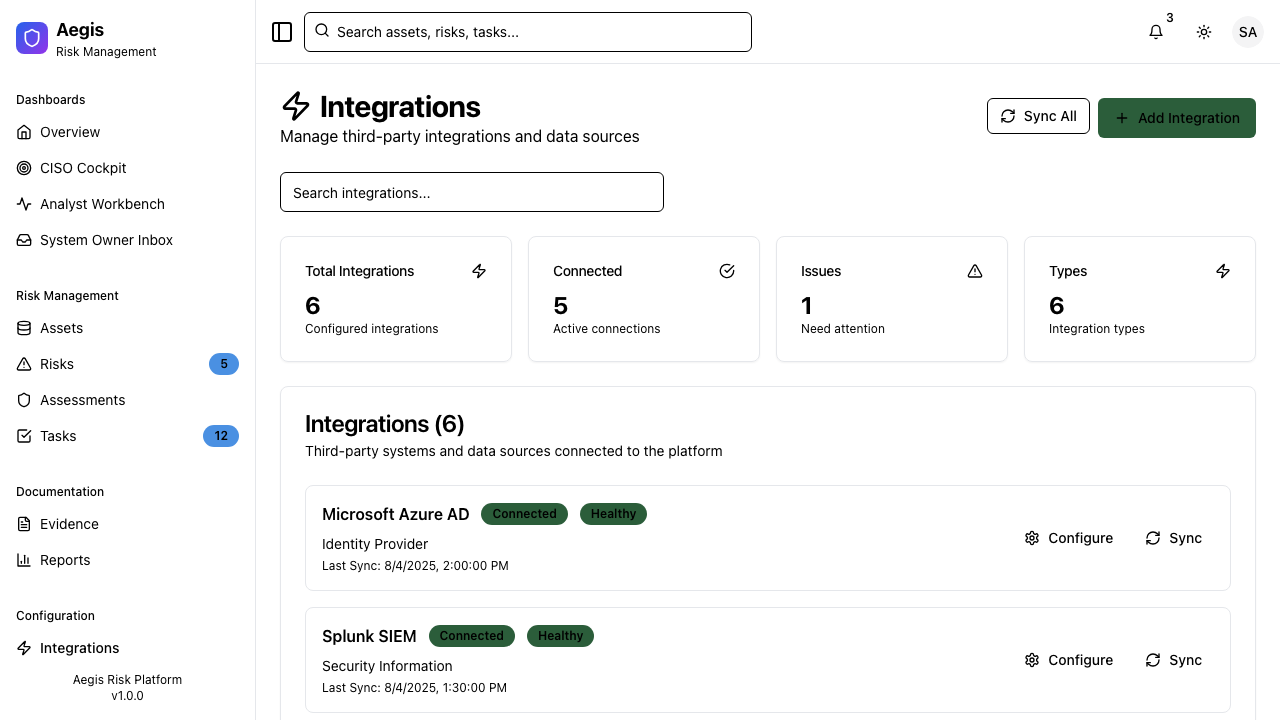 Aegis
Risk Management
Dashboards
Overview
CISO Cockpit
Analyst Workbench
System Owner Inbox
Risk Management
Assets
Risks 5
Assessments
Tasks 12
Documentation
Evidence
Reports
Configuration
Integrations
Aegis Risk Platform
v1.0.0
Search assets, risks, tasks...
3
SA
Integrations
Manage third-party integrations and data sources
Sync All
Add Integration
Search integrations...
Total Integrations
6
Configured integrations
Connected
5
Active connections
Issues
1
Need attention
Types
6
Integration types
Integrations (6)
Third-party systems and data sources connected to the platform
Microsoft Azure AD Connected Healthy
Identity Provider
Last Sync: 8/4/2025, 2:00:00 PM
Configure Sync
Splunk SIEM Connected Healthy
Security Information
Last Sync: 8/4/2025, 1:30:00 PM
Configure Sync